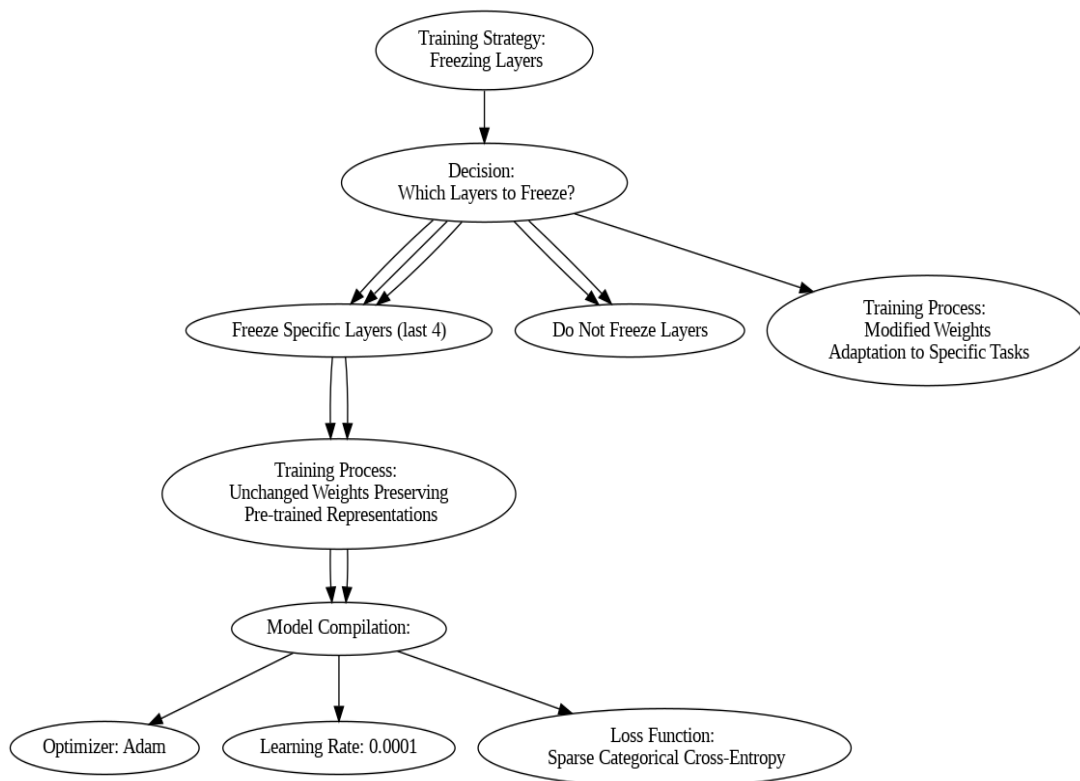 Training Strategy:
Freezing Layers
Decision:
Which Layers to Freeze?
Freeze Specific Layers (last 4)
Do Not Freeze Layers
Training Process:
Modified Weights
Adaptation to Specific Tasks
Training Process:
Unchanged Weights Preserving
Pre-trained Representations
Model Compilation:
Optimizer: Adam
Learning Rate: 0.0001
Loss Function:
Sparse Categorical Cross-Entropy